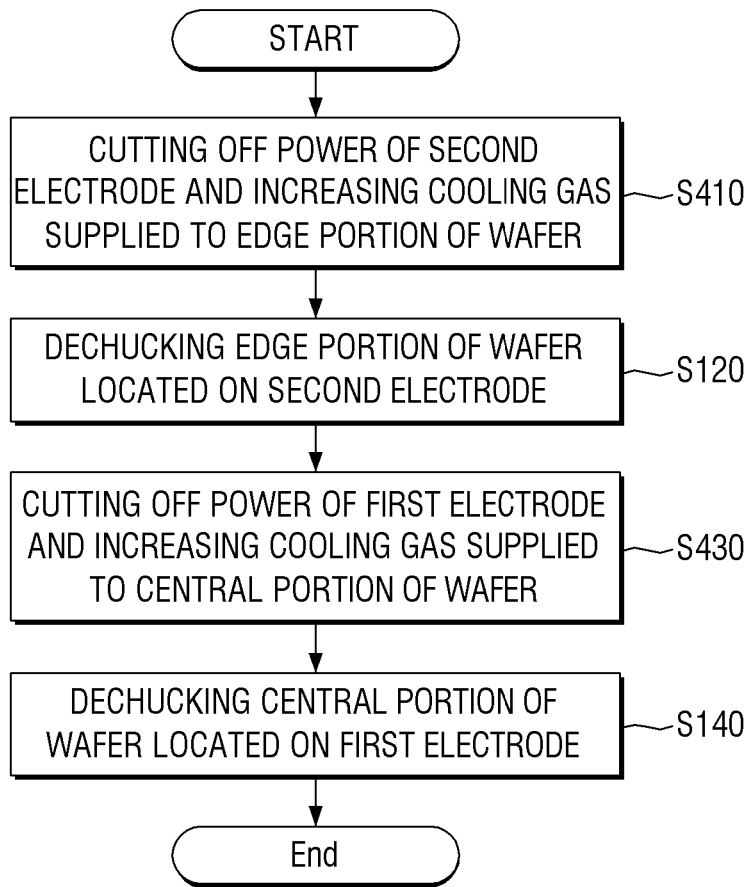 START
CUTTING OFF POWER OF SECOND
ELECTRODE AND INCREASING COOLING GAS
SUPPLIED TO EDGE PORTION OF WAFER
S410
DECHUCKING EDGE PORTION OF WAFER
LOCATED ON SECOND ELECTRODE
S120
CUTTING OFF POWER OF FIRST ELECTRODE
AND INCREASING COOLING GAS SUPPLIED
TO CENTRAL PORTION OF WAFER
S430
DECHUCKING CENTRAL PORTION OF
WAFER LOCATED ON FIRST ELECTRODE
S140
End